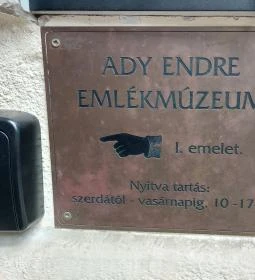 ADY ENDRE
EMLÉKMÚZEUM
I. emelet.
Nyitva tartás:
szerdától - vasárnapig, 10 -17